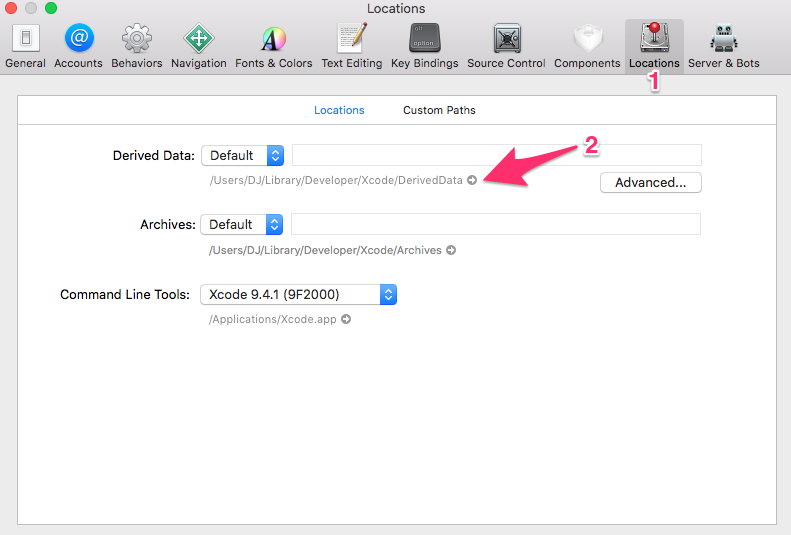 Locations
alt
option
General Accounts Behaviors Navigation Fonts & Colors Text Editing Key Bindings Source Control Components Locations Server & Bots
1
Locations Custom Paths
2
Derived Data: Default
/Users/DJ/Library/Developer/Xcode/DerivedData
Advanced...
Archives: Default
/Users/DJ/Library/Developer/Xcode/Archives
Command Line Tools: Xcode 9.4.1 (9F2000)
/Applications/Xcode.app